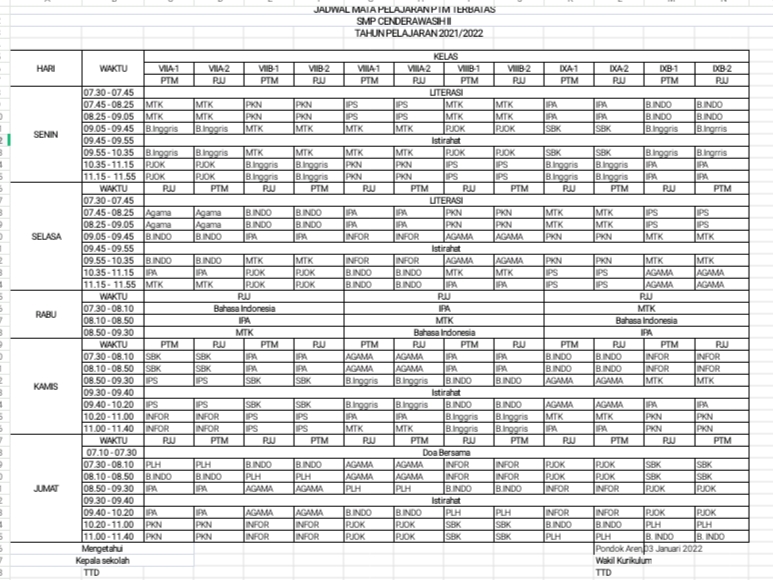 JADWAL MATA PELAJARAN PTM TERBATAS
SMP CENDERAWASIH II
TAHUN PELAJARAN 2021/2022
HARI WAKTU KELAS
VIIA-1 VIIA-2 VIIB-1 VIIB-2 VIIIA-1 VIIIA-2 VIIIB-1 VIIIB-2 IXA-1 IXA-2 IXB-1 IXB-2
PTM PJJ PTM PJJ PTM PJJ PTM PJJ PTM PJJ PTM PJJ
SENIN
07.30 - 07.45 LITERASI
07.45 - 08.25 MTK MTK PKN PKN IPS IPS MTK MTK IPA IPA B.INDO B.INDO
08.25 - 09.05 MTK MTK PKN PKN IPS IPS MTK MTK IPA IPA B.INDO B.INDO
09.05 - 09.45 B.Inggris B.Inggris MTK MTK MTK MTK PJOK PJOK SBK SBK B.Ingrris B.Ingrris
09.45 - 09.55 Istirahat
09.55 - 10.35 B.Inggris B.Inggris MTK MTK MTK MTK PJOK PJOK SBK SBK B.Ingrris B.Ingrris
10.35 - 11.15 PJOK PJOK B.Inggris B.Inggris PKN PKN IPS IPS B.Inggris B.Inggris IPA IPA
11.15 - 11.55 PJOK PJOK B.Inggris B.Inggris PKN PKN IPS IPS B.Inggris B.Inggris IPA IPA
SELASA
WAKTU PJJ PTM PJJ PTM PJJ PTM PJJ PTM PJJ PTM PJJ PTM
07.30 - 07.45 LITERASI
07.45 - 08.25 Agama Agama B.INDO B.INDO IPA IPA PKN PKN MTK MTK IPS IPS
08.25 - 09.05 Agama Agama B.INDO B.INDO IPA IPA PKN PKN MTK MTK IPS IPS
09.05 - 09.45 B.INDO B.INDO IPA IPA INFOR INFOR AGAMA AGAMA PKN PKN MTK MTK
09.45 - 09.55 Istirahat
09.55 - 10.35 B.INDO B.INDO MTK MTK INFOR INFOR AGAMA AGAMA PKN PKN MTK MTK
10.35 - 11.15 IPA IPA PJOK PJOK B.INDO B.INDO MTK MTK IPS IPS AGAMA AGAMA
11.15 - 11.55 MTK MTK PJOK PJOK B.INDO B.INDO IPA IPA IPS IPS AGAMA AGAMA
RABU
WAKTU PJJ PJJ PJJ
07.30 - 08.10 Bahasa Indonesia IPA MTK
08.10 - 08.50 IPA MTK Bahasa Indonesia
08.50 - 09.30 MTK Bahasa Indonesia IPA
KAMIS
WAKTU PTM PJJ PTM PJJ PTM PJJ PTM PJJ PTM PJJ PTM PJJ
07.30 - 08.10 SBK SBK IPA IPA AGAMA AGAMA IPA IPA B.INDO B.INDO INFOR INFOR
08.10 - 08.50 SBK SBK IPA IPA AGAMA AGAMA IPA IPA B.INDO B.INDO INFOR INFOR
08.50 - 09.30 IPS IPS SBK SBK B.Inggris B.Inggris B.INDO B.INDO AGAMA AGAMA MTK MTK
09.30 - 09.40 Istirahat
09.40 - 10.20 IPS IPS SBK SBK B.Inggris B.Inggris B.INDO B.INDO AGAMA AGAMA IPA IPA
10.20 - 11.00 INFOR INFOR IPS IPS IPA IPA B.Inggris B.Inggris MTK MTK PKN PKN
11.00 - 11.40 INFOR INFOR IPS IPS MTK MTK B.Inggris B.Inggris IPA IPA PKN PKN
JUMAT
WAKTU PJJ PTM PJJ PTM PJJ PTM PJJ PTM PJJ PTM PJJ PTM
07.10 - 07.30 Doa Bersama
07.30 - 08.10 PLH PLH B.INDO B.INDO AGAMA AGAMA INFOR INFOR PJOK PJOK SBK SBK
08.10 - 08.50 B.INDO B.INDO PLH PLH AGAMA AGAMA INFOR INFOR PJOK PJOK SBK SBK
08.50 - 09.30 IPA IPA AGAMA AGAMA PLH PLH B.INDO B.INDO INFOR INFOR PJOK PJOK
09.30 - 09.40 Istirahat
09.40 - 10.20 IPA IPA AGAMA AGAMA B.INDO B.INDO PLH PLH INFOR INFOR PJOK PJOK
10.20 - 11.00 PKN PKN INFOR INFOR PJOK PJOK SBK SBK B.INDO B.INDO PLH PLH
11.00 - 11.40 PKN PKN INFOR INFOR PJOK PJOK SBK SBK PLH PLH B. INDO B. INDO
Mengetahui Pondok Aren,03 Januari 2022
Kepala sekolah Wakil Kurikulum
TTD TTD